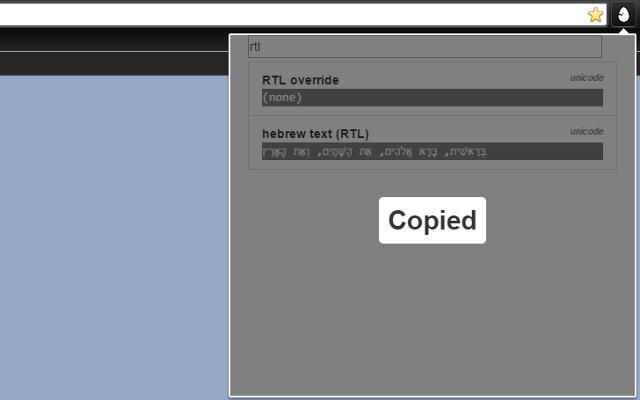 rtl
RTL override
unicode
(none)
hebrew text (RTL)
unicode
בְּרֵאשִׁית, בָּרָא אֱלֹהִים, אֵת הַשָּׁמַיִם, וְאֵת הָאָרֶץ
Copied